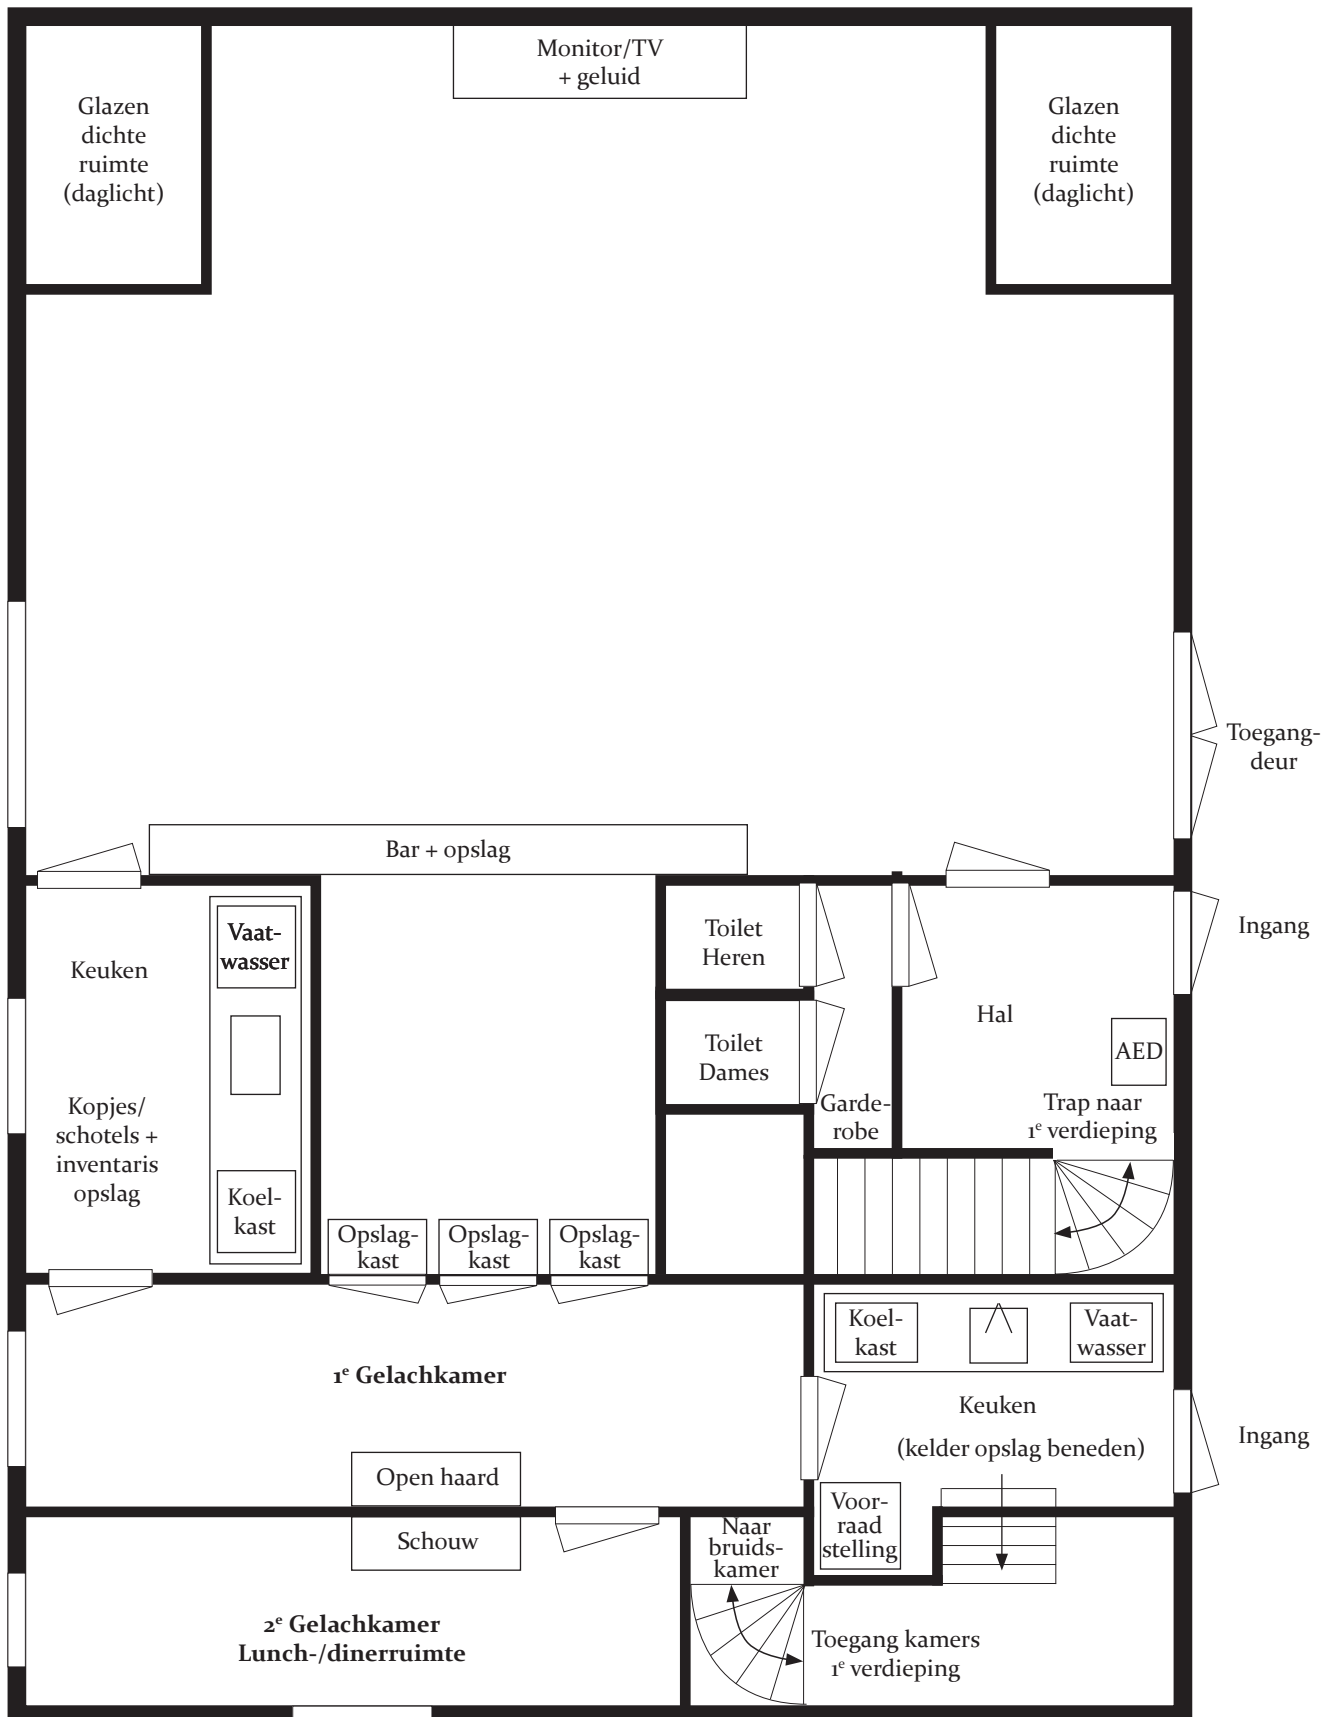 Monitor/TV
+ geluid
Glazen
dichte
ruimte
(daglicht)
Glazen
dichte
ruimte
(daglicht)
Toegang-
deur
Bar + opslag
Ingang
Toilet
Heren
Vaat-
wasser
Keuken
Hal
Toilet
Dames
AED
Kopjes/
schotels +
inventaris
opslag
Garde-
robe
Trap naar
1e verdieping
Koel-
kast
Opslag-
kast
Opslag-
kast
Opslag-
kast
Koel-
kast
Vaat-
wasser
1e Gelachkamer
Keuken
(kelder opslag beneden)
Ingang
Open haard
Schouw
Voor-
raad
stelling
Naar
bruids-
kamer
2e Gelachkamer
Lunch-/dinerruimte
Toegang kamers
1e verdieping